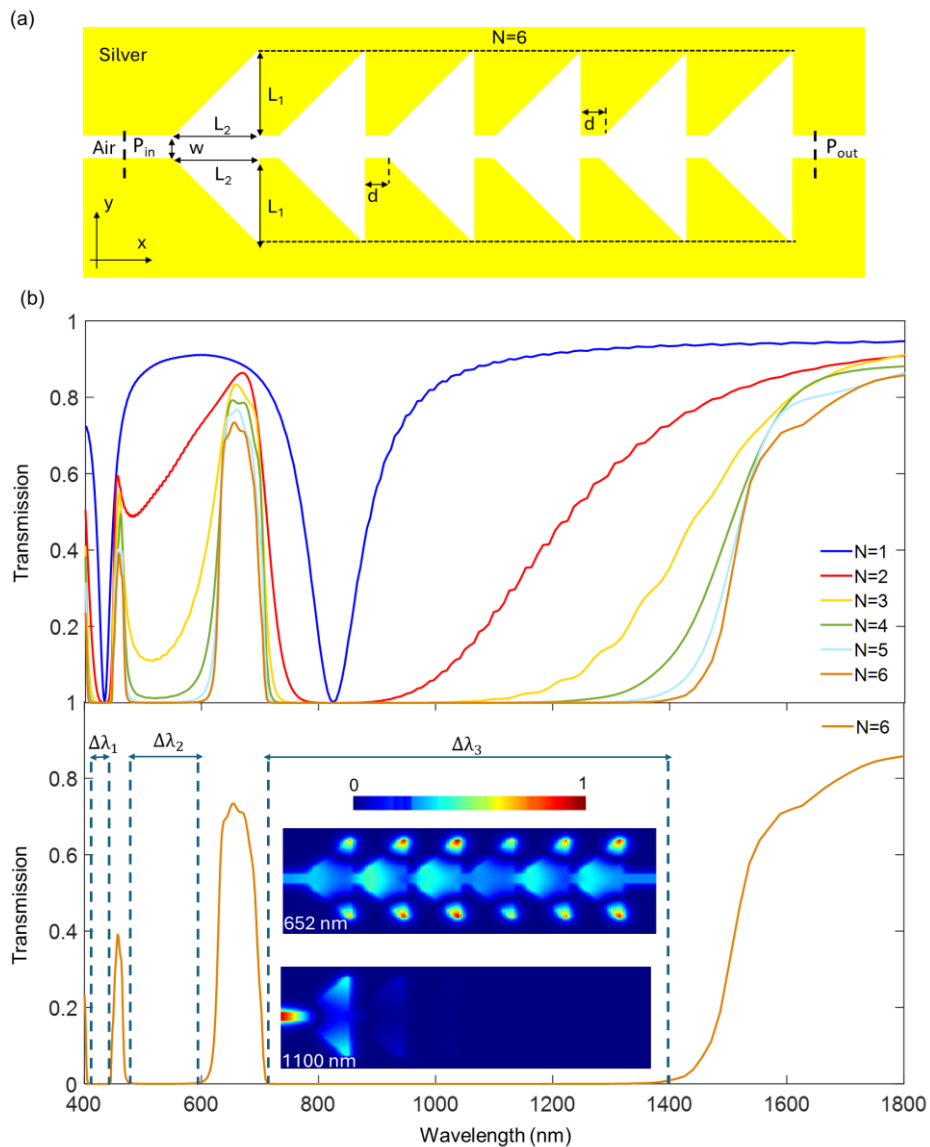 (a)
N=6
Silver
L1
L2
d
Air
Pin
w
Pout
L2
d
L1
y
x
(b)
1
0.8
0.6
0.4
0.2
1
Transmission
N=1
N=2
N=3
N=4
N=5
N=6
Δλ1
Δλ2
Δλ3
N=6
0
1
0.8
0.6
0.4
0.2
0
Transmission
652 nm
1100 nm
400
600
800
1000
1200
1400
1600
1800
Wavelength (nm)